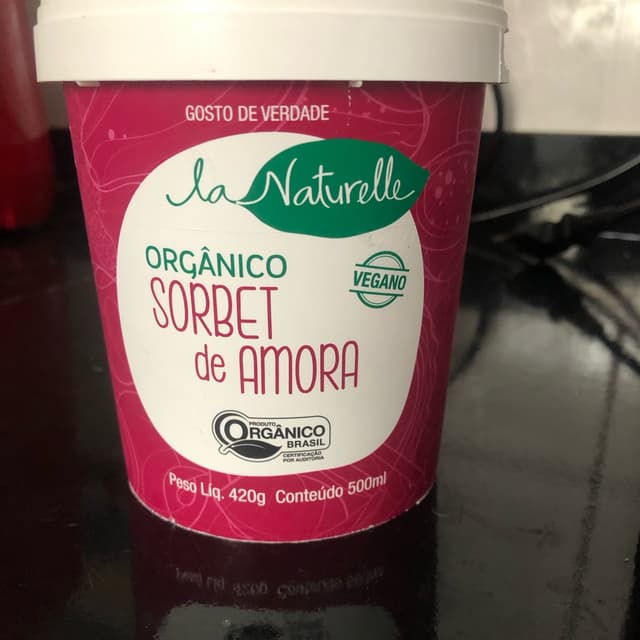 GOSTO DE VERDADE
la Naturelle
ORGÂNICO
VEGANO
SORBET
de AMORA
PRODUTO
ORGÂNICO
BRASIL
CERTIFICAÇÃO
POR AUDITORIA
Peso Líq. 420g Conteúdo 500ml